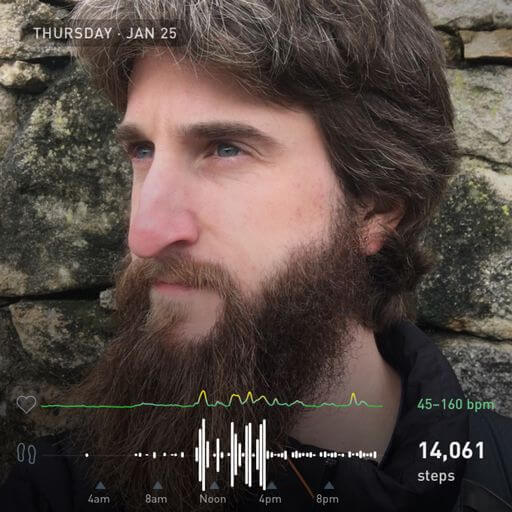 THURSDAY · JAN 25
45–160 bpm
14,061
steps
4am 8am Noon 4pm 8pm